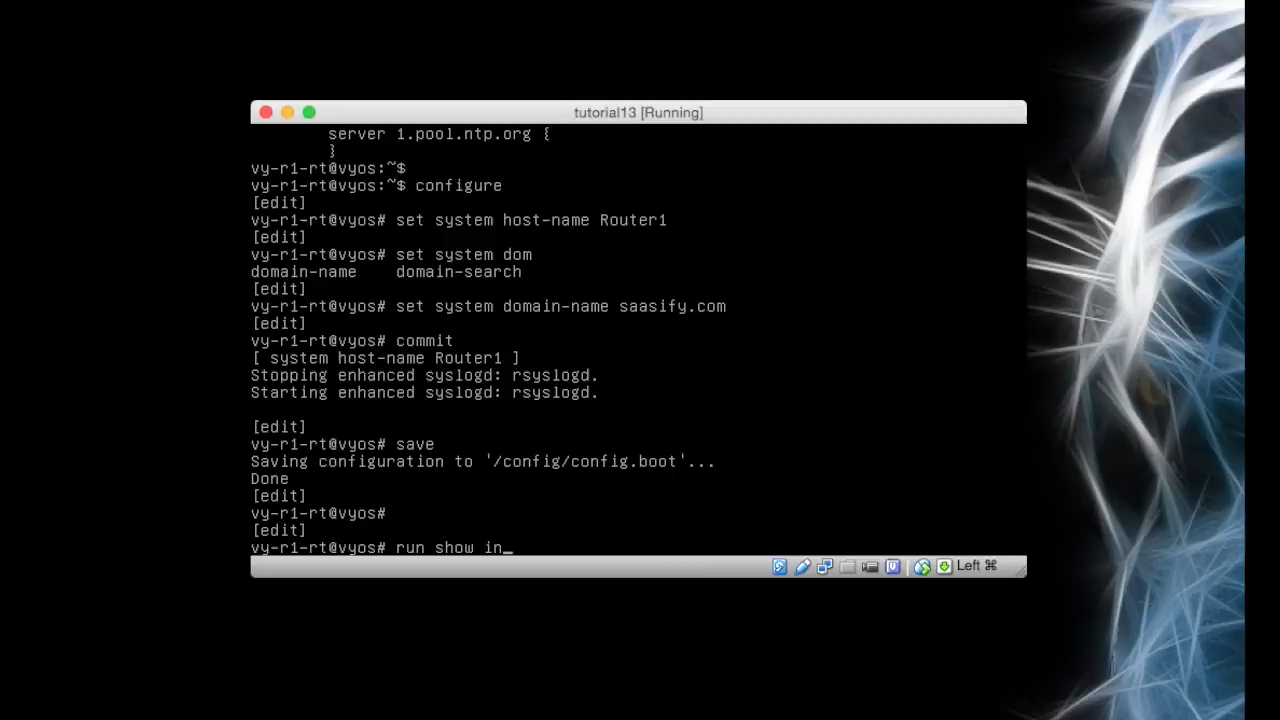 tutorial13 [Running]
server 1.pool.ntp.org {
}
vy-r1-rt@vyos:~$
vy-r1-rt@vyos:~$ configure
[edit]
vy-r1-rt@vyos# set system host-name Router1
[edit]
vy-r1-rt@vyos# set system dom
domain-name domain-search
[edit]
vy-r1-rt@vyos# set system domain-name saasify.com
[edit]
vy-r1-rt@vyos# commit
[ system host-name Router1 ]
Stopping enhanced syslogd: rsyslogd.
Starting enhanced syslogd: rsyslogd.
[edit]
vy-r1-rt@vyos# save
Saving configuration to '/config/config.boot'...
Done
[edit]
vy-r1-rt@vyos#
[edit]
vy-r1-rt@vyos# run show in_
Left ⌘